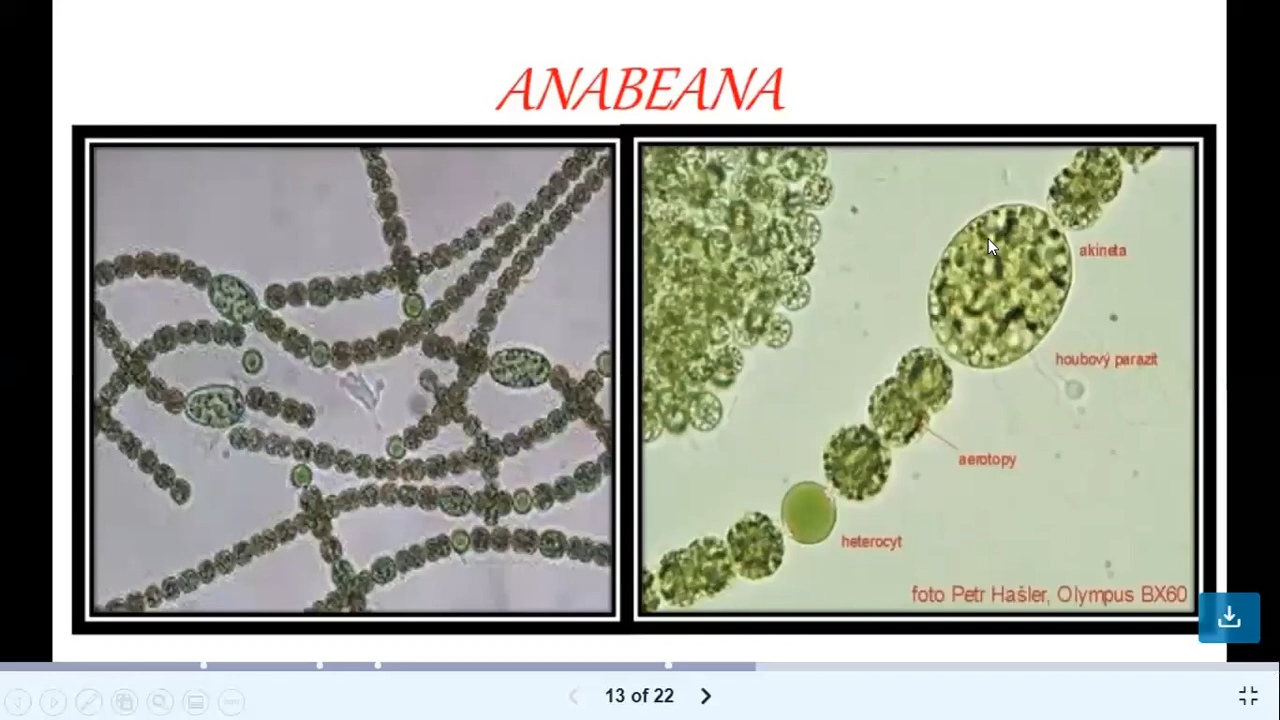 ANABEANA
akineta
houbový parazit
aerotopy
heterocyt
foto Petr Hašler, Olympus BX60
13 of 22